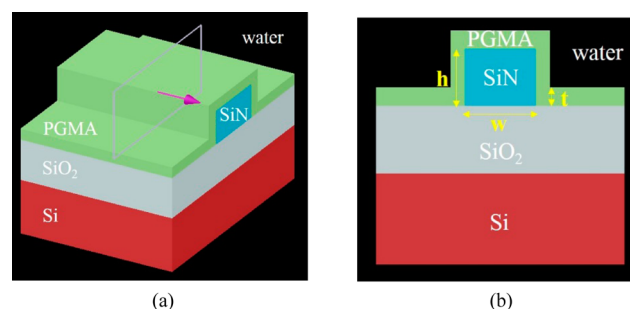 water
PGMA
SiN
SiO₂
Si
(a)
PGMA
water
h
SiN
t
w
SiO₂
Si
(b)